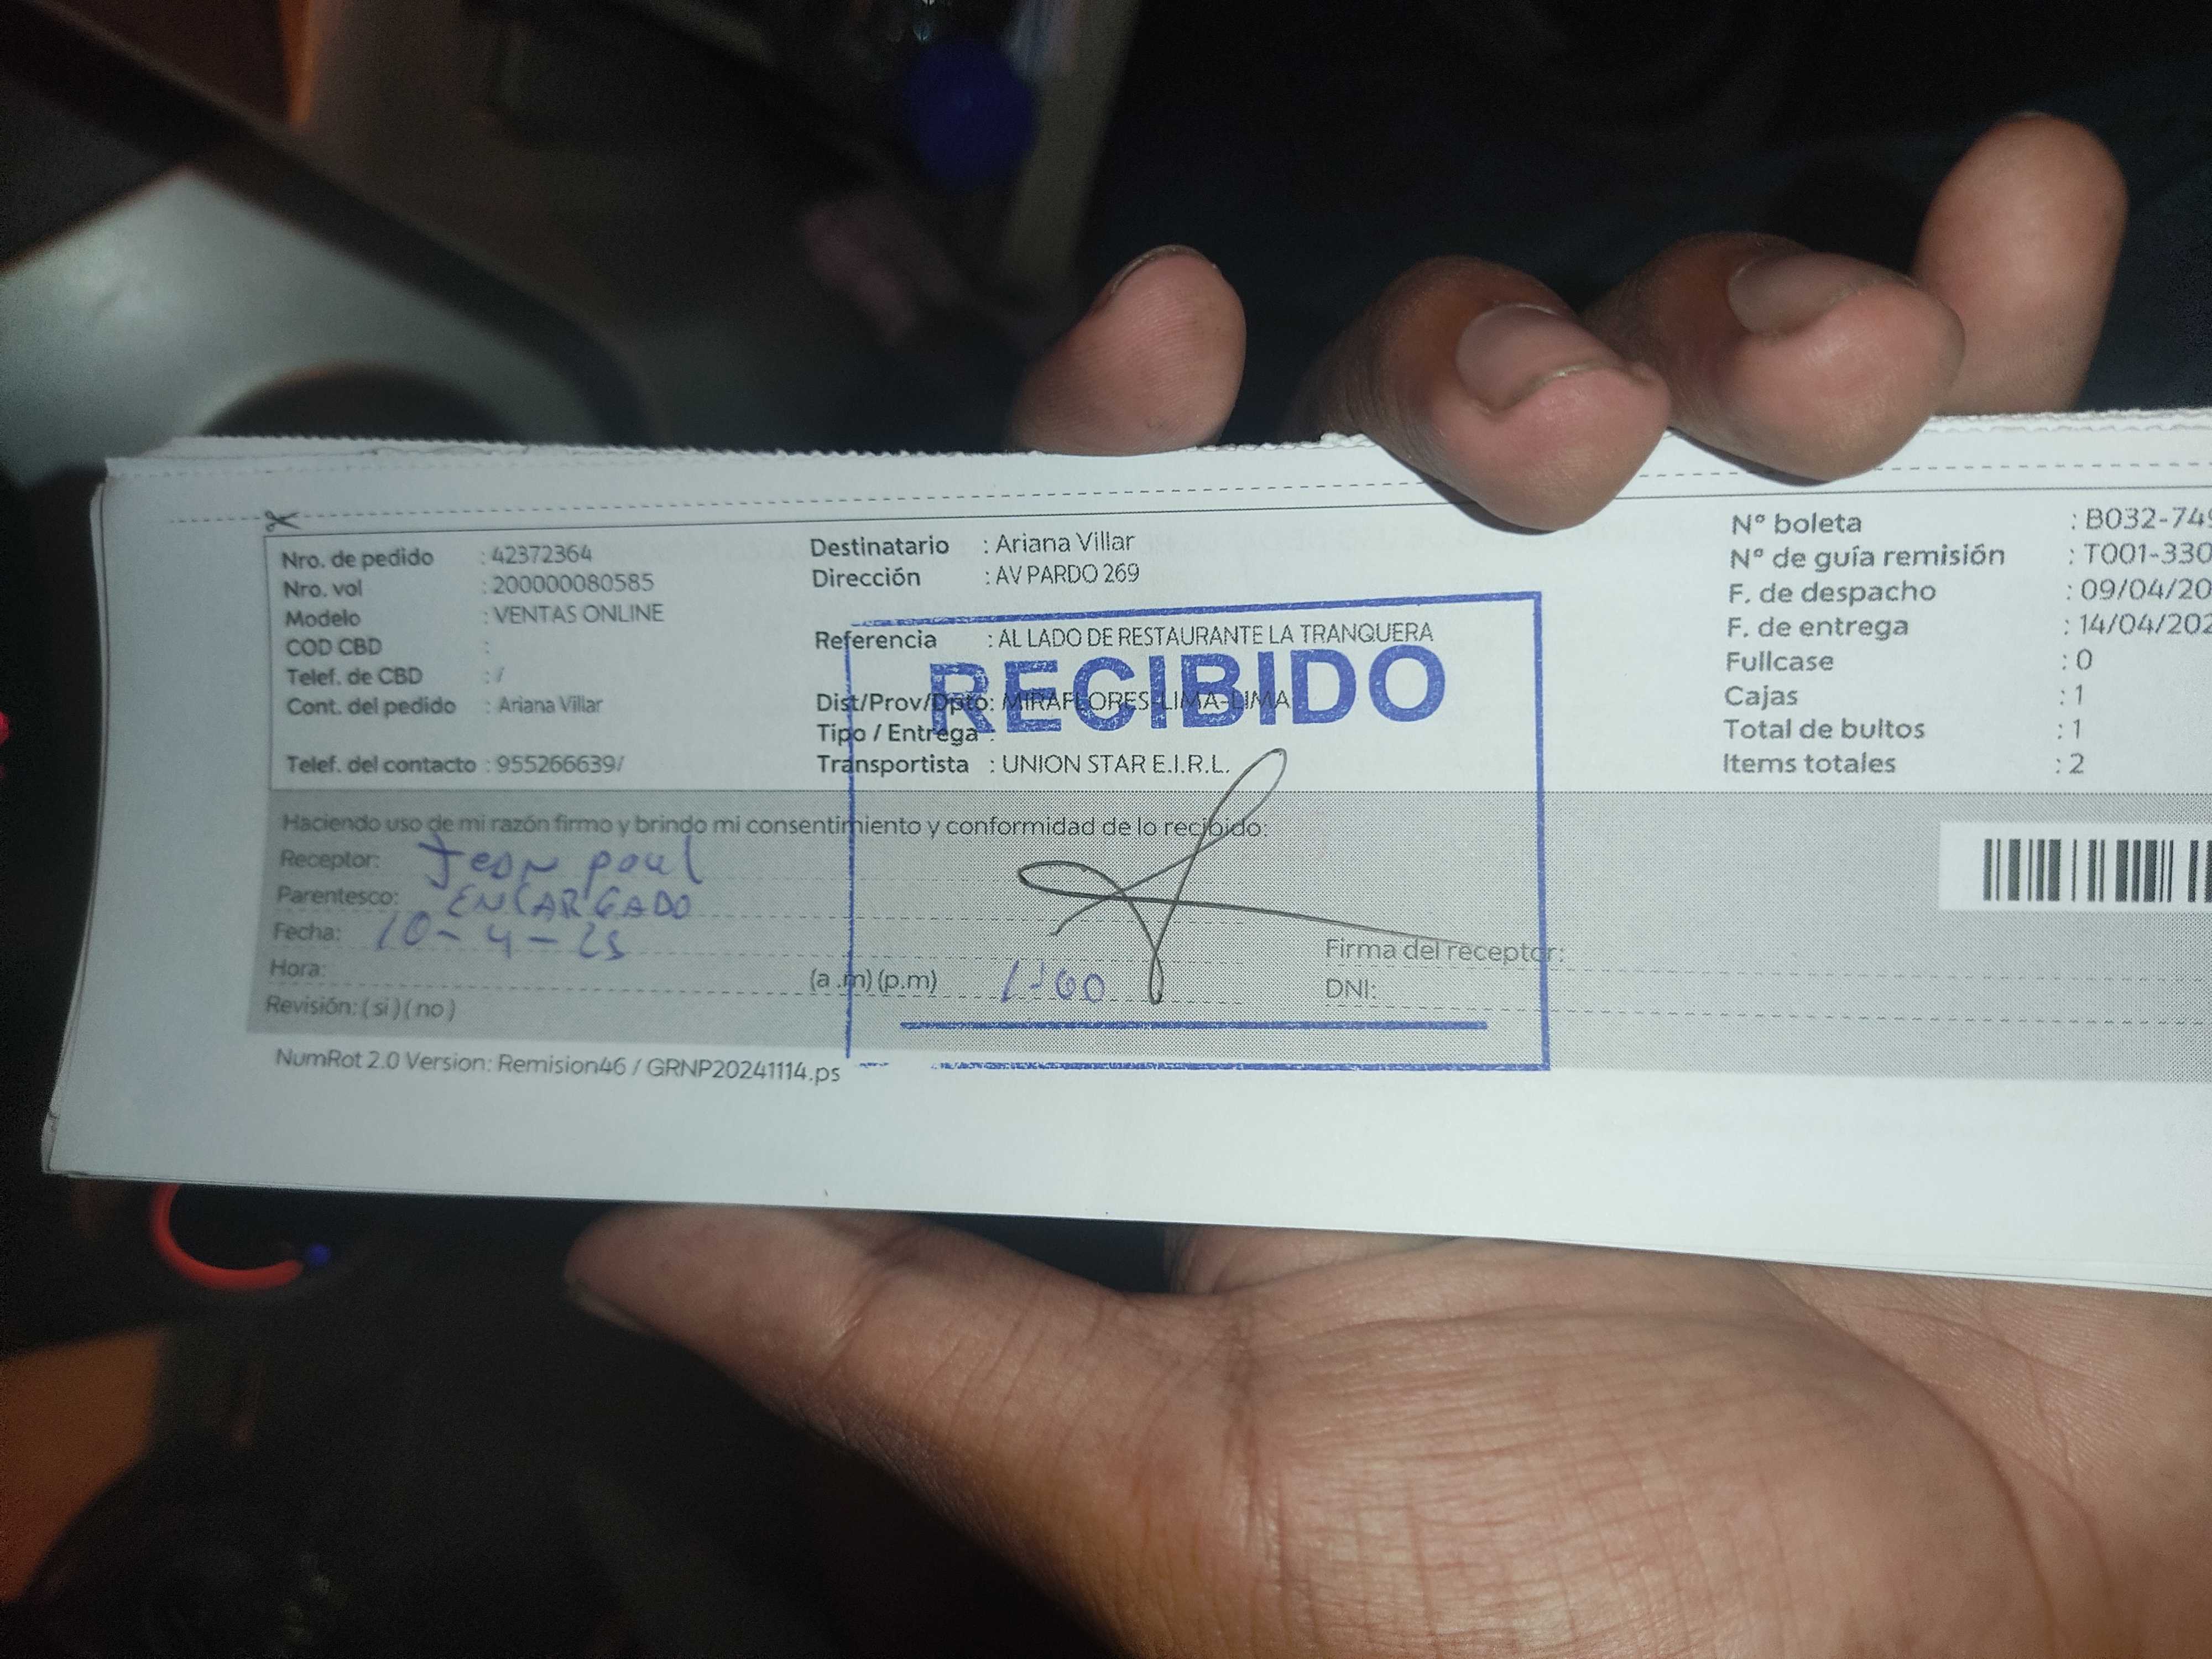 Nro. de pedido : 42372364
Nro. vol : 200000080585
Modelo : VENTAS ONLINE
COD CBD :
Telef. de CBD : /
Cont. del pedido : Ariana Villar
Telef. del contacto : 955266639/
Destinatario : Ariana Villar
Dirección : AV PARDO 269
Referencia : AL LADO DE RESTAURANTE LA TRANQUERA
RECIBIDO
Dist/Prov/Dpto: MIRAFLORES-LIMA-LIMA
Tipo / Entrega :
Transportista : UNION STAR E.I.R.L.
N° boleta : B032-749
N° de guía remisión : T001-330
F. de despacho : 09/04/20
F. de entrega : 14/04/202
Fullcase : 0
Cajas : 1
Total de bultos : 1
Items totales : 2
Haciendo uso de mi razón firmo y brindo mi consentimiento y conformidad de lo recibido:
Receptor: Jean paul
Parentesco: ENCARGADO
Fecha: 10-4-25
Hora: (a .m) (p.m)
Firma del receptor:
DNI:
Revisión: ( si ) ( no )
NumRot 2.0 Version: Remision46 / GRNP20241114.ps